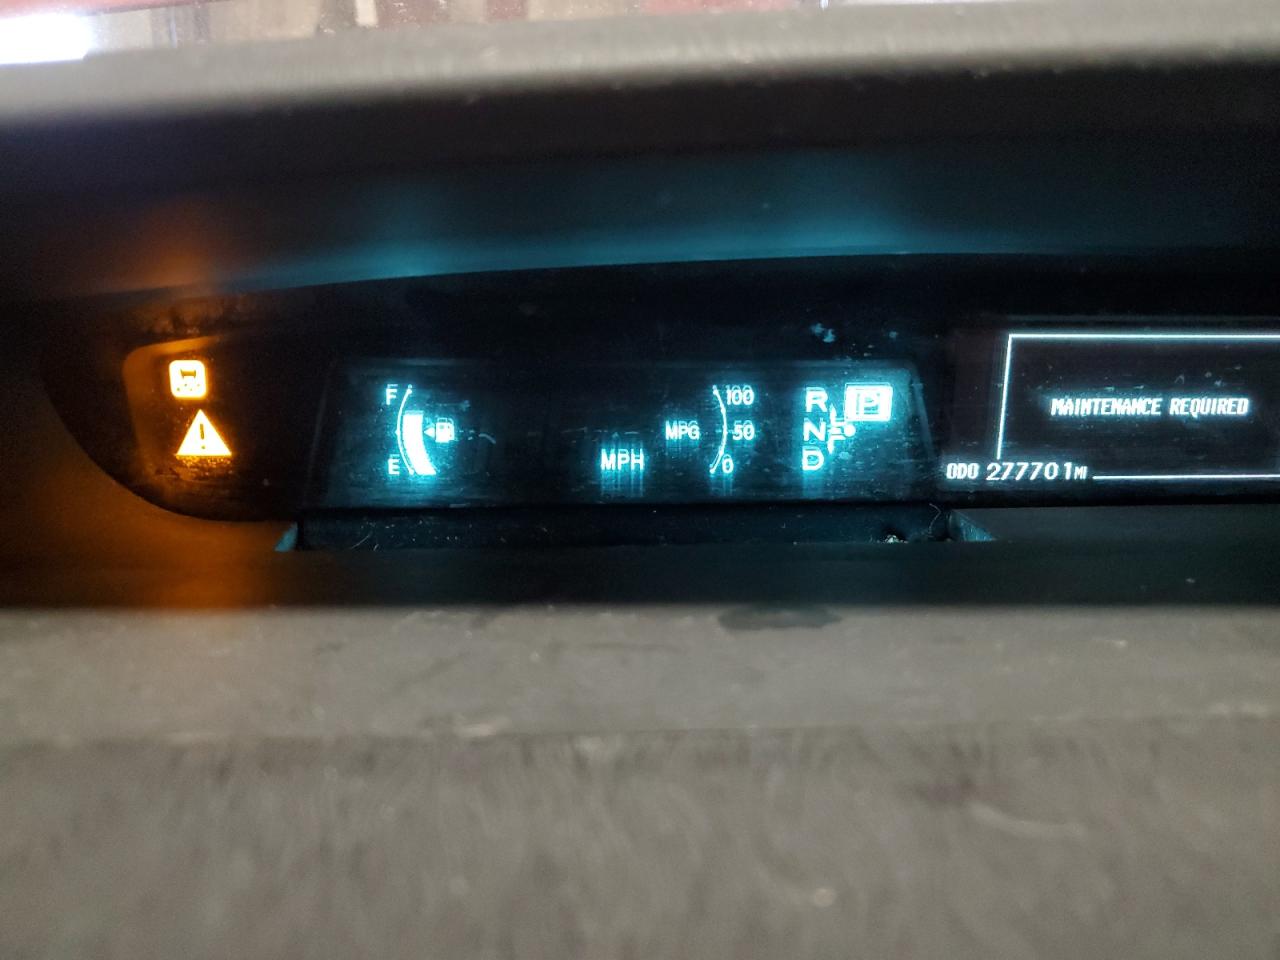 F
E
MPH
MPG
100
50
0
R
N
D
P
MAINTENANCE REQUIRED
ODO 277701 MI